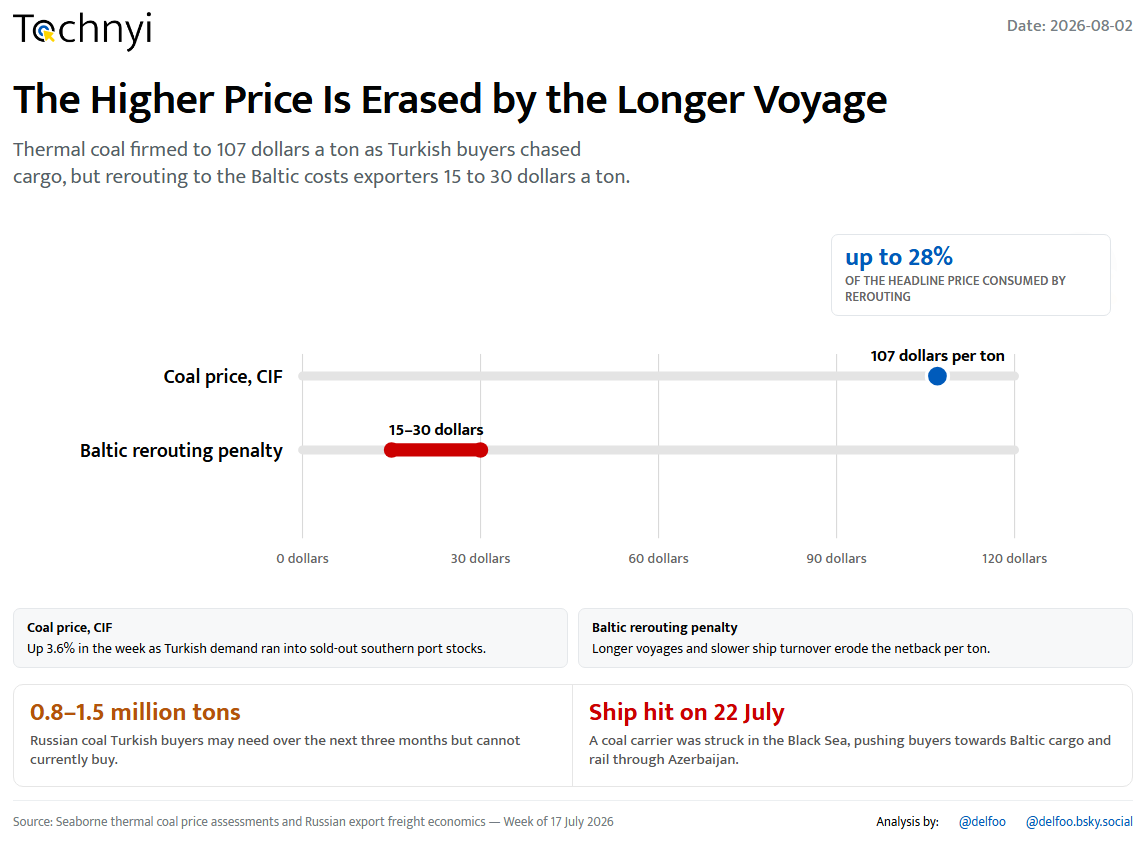 Technyi
Date: 2026-08-02
The Higher Price Is Erased by the Longer Voyage
Thermal coal firmed to 107 dollars a ton as Turkish buyers chased
cargo, but rerouting to the Baltic costs exporters 15 to 30 dollars a ton.
up to 28%
OF THE HEADLINE PRICE CONSUMED BY
REROUTING
107 dollars per ton
Coal price, CIF
15–30 dollars
Baltic rerouting penalty
0 dollars
30 dollars
60 dollars
90 dollars
120 dollars
Coal price, CIF
Up 3.6% in the week as Turkish demand ran into sold-out southern port stocks.
Baltic rerouting penalty
Longer voyages and slower ship turnover erode the netback per ton.
0.8–1.5 million tons
Russian coal Turkish buyers may need over the next three months but cannot
currently buy.
Ship hit on 22 July
A coal carrier was struck in the Black Sea, pushing buyers towards Baltic cargo and
rail through Azerbaijan.
Source: Seaborne thermal coal price assessments and Russian export freight economics — Week of 17 July 2026
Analysis by: @delfoo @delfoo.bsky.social